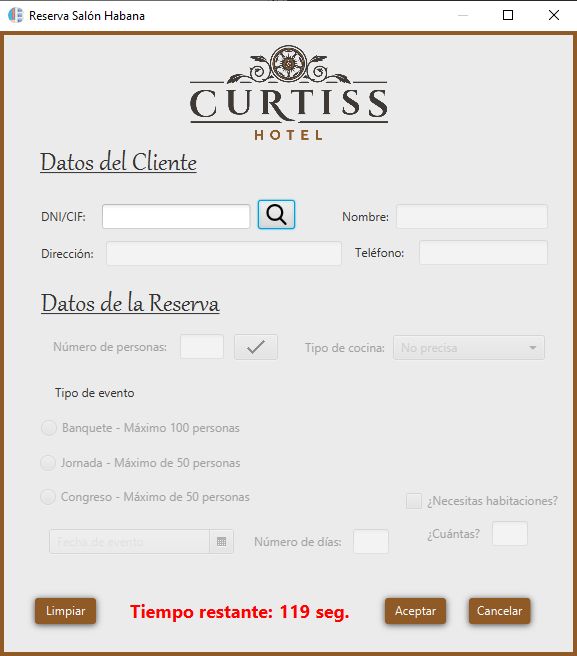 Reserva Salón Habana
CURTISS
HOTEL
Datos del Cliente
DNI/CIF:
Nombre:
Dirección:
Teléfono:
Datos de la Reserva
Número de personas:
Tipo de cocina:
No precisa
Tipo de evento
Banquete - Máximo 100 personas
Jornada - Máximo de 50 personas
Congreso - Máximo de 50 personas
¿Necesitas habitaciones?
¿Cuántas?
Fecha de evento
Número de días:
Limpiar
Tiempo restante: 119 seg.
Aceptar
Cancelar